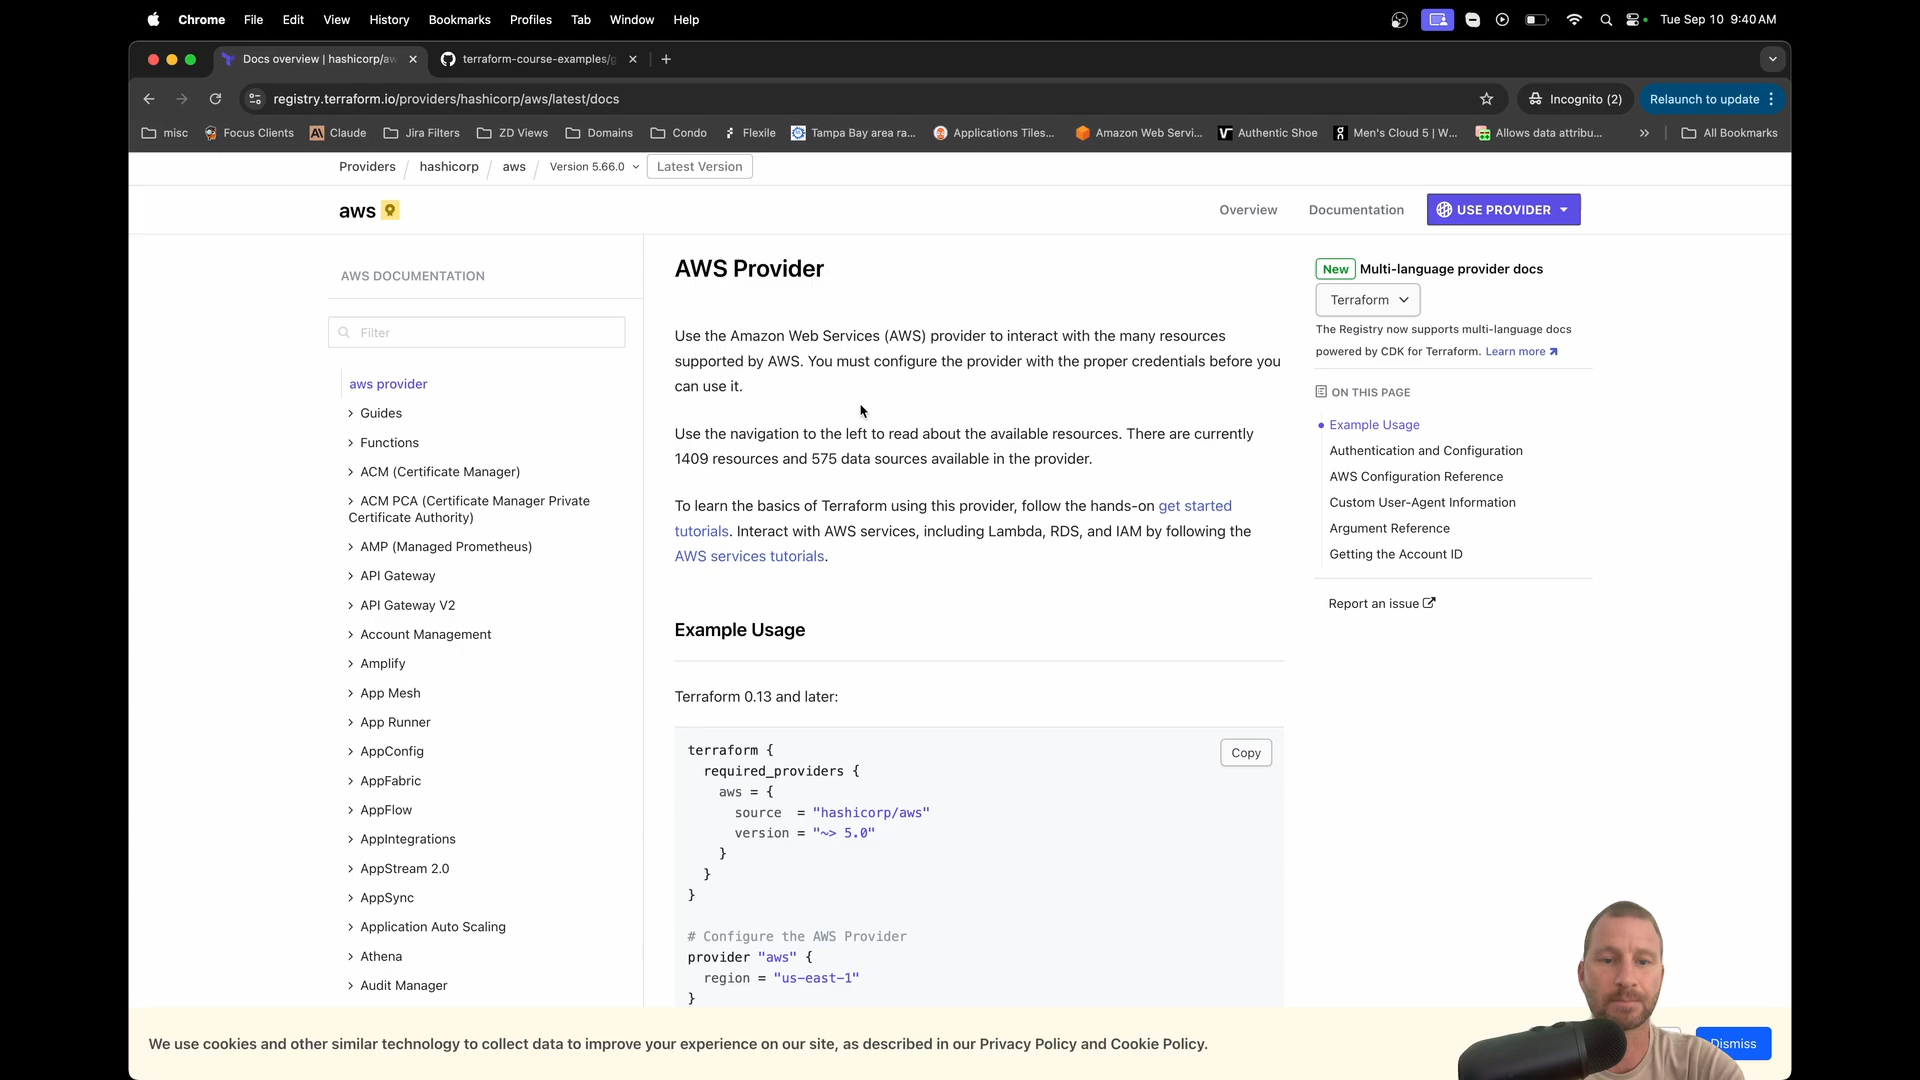 Chrome File Edit View History Bookmarks Profiles Tab Window Help Tue Sep 10 9:40 AM
Docs overview | hashicorp/aw terraform-course-examples/
registry.terraform.io/providers/hashicorp/aws/latest/docs Incognito (2) Relaunch to update
misc Focus Clients Claude Jira Filters ZD Views Domains Condo Flexile Tampa Bay area ra... Applications Tiles... Amazon Web Servi... Authentic Shoe Men's Cloud 5 | W... Allows data attribu... » All Bookmarks
Providers / hashicorp / aws / Version 5.66.0 Latest Version
aws Overview Documentation USE PROVIDER
AWS DOCUMENTATION
Filter
aws provider
Guides
Functions
ACM (Certificate Manager)
ACM PCA (Certificate Manager Private
Certificate Authority)
AMP (Managed Prometheus)
API Gateway
API Gateway V2
Account Management
Amplify
App Mesh
App Runner
AppConfig
AppFabric
AppFlow
AppIntegrations
AppStream 2.0
AppSync
Application Auto Scaling
Athena
Audit Manager
AWS Provider
Use the Amazon Web Services (AWS) provider to interact with the many resources
supported by AWS. You must configure the provider with the proper credentials before you
can use it.
Use the navigation to the left to read about the available resources. There are currently
1409 resources and 575 data sources available in the provider.
To learn the basics of Terraform using this provider, follow the hands-on get started
tutorials. Interact with AWS services, including Lambda, RDS, and IAM by following the
AWS services tutorials.
Example Usage
Terraform 0.13 and later:
Copy
terraform {
required_providers {
aws = {
source = "hashicorp/aws"
version = "~> 5.0"
}
}
}
# Configure the AWS Provider
provider "aws" {
region = "us-east-1"
}
New Multi-language provider docs
Terraform
The Registry now supports multi-language docs
powered by CDK for Terraform. Learn more
ON THIS PAGE
Example Usage
Authentication and Configuration
AWS Configuration Reference
Custom User-Agent Information
Argument Reference
Getting the Account ID
Report an issue
We use cookies and other similar technology to collect data to improve your experience on our site, as described in our Privacy Policy and Cookie Policy.
Dismiss